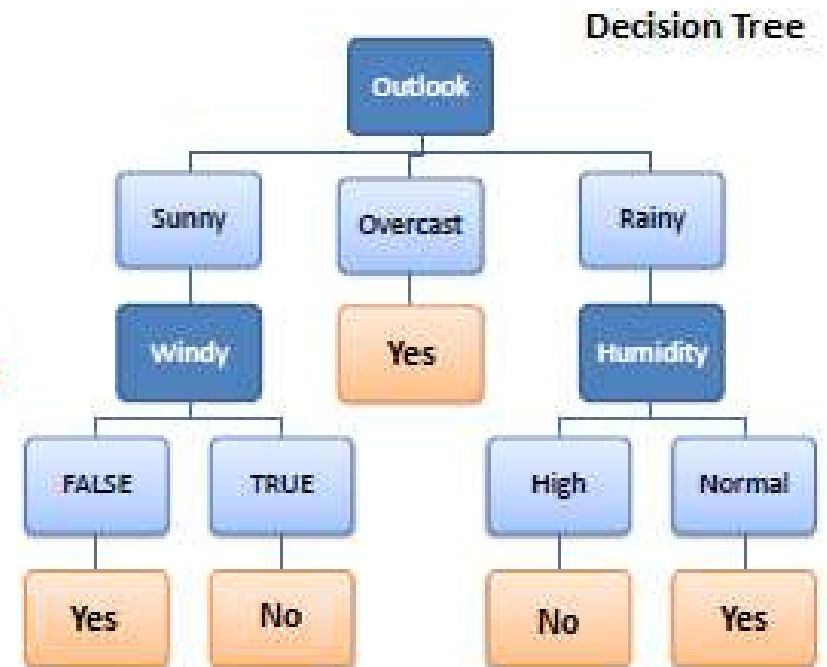 Decision Tree
Outlook
Sunny
Overcast
Rainy
Windy
Yes
Humidity
FALSE
TRUE
High
Normal
Yes
No
No
Yes